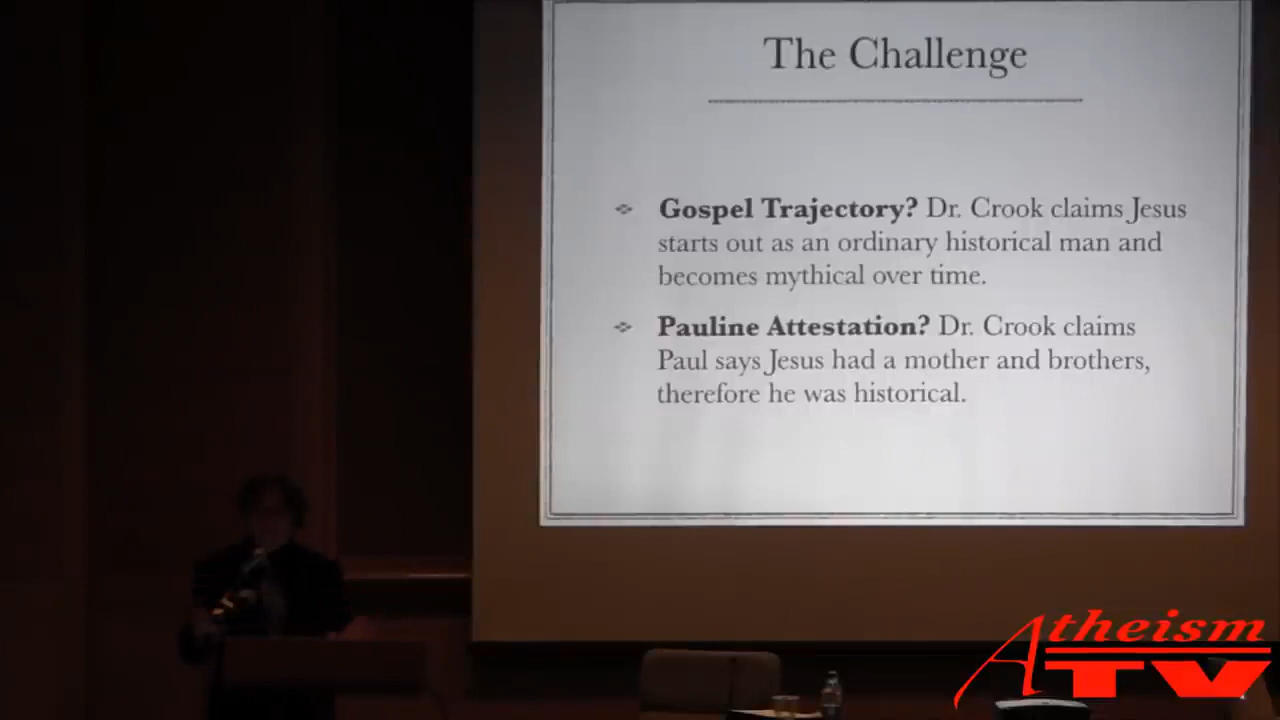 The Challenge
Gospel Trajectory? Dr. Crook claims Jesus
starts out as an ordinary historical man and
becomes mythical over time.
Pauline Attestation? Dr. Crook claims
Paul says Jesus had a mother and brothers,
therefore he was historical.
Atheism
TV